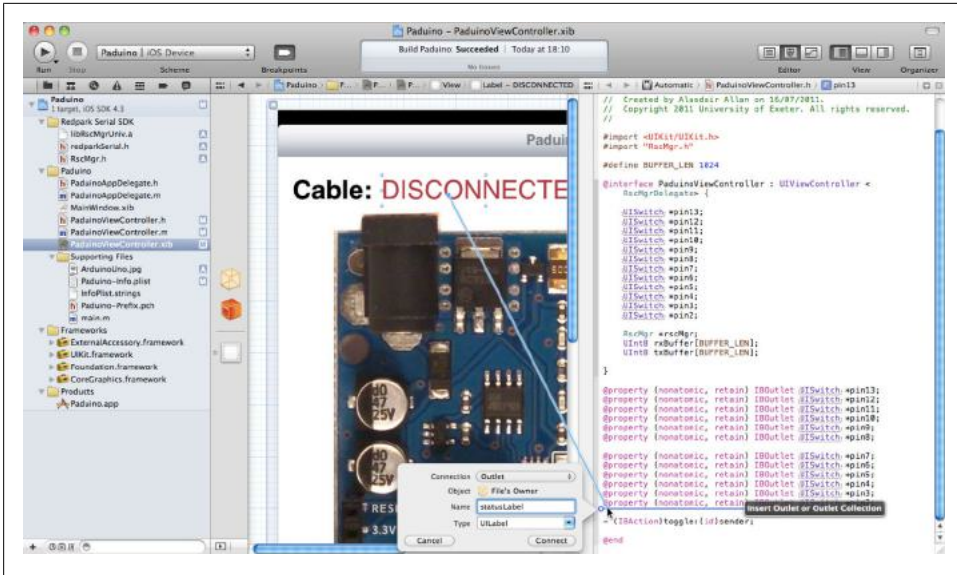 Paduino – PaduinoViewController.xib
Paduino | iOS Device
Build Paduino: Succeeded | Today at 18:10
No Issues
Run
Stop
Scheme
Breakpoints
Editor
View
Organizer
Paduino
F...
F...
F...
View
Label – DISCONNECTED
Automatic
PaduinoViewController.h
pin13
Paduino
1 target, iOS SDK 4.3
Redpark Serial SDK
libRscMgrUniv.a
redparkSerial.h
RscMgr.h
Paduino
PaduinoAppDelegate.h
PaduinoAppDelegate.m
MainWindow.xib
PaduinoViewController.h
PaduinoViewController.m
PaduinoViewController.xib
Supporting Files
ArduinoUno.jpg
Paduino-Info.plist
InfoPlist.strings
Paduino-Prefix.pch
main.m
Frameworks
ExternalAccessory.framework
UIKit.framework
Foundation.framework
CoreGraphics.framework
Products
Paduino.app
Padui
Cable: DISCONNECTE
47
25V
47
25V
RES
3.3V
Connection
Outlet
Object
File's Owner
Name
statusLabel
Type
UILabel
Cancel
Connect
//  Created by Alasdair Allan on 16/07/2011.
//  Copyright 2011 University of Exeter. All rights reserved.
//
#import <UIKit/UIKit.h>
#import "RscMgr.h"
#define BUFFER_LEN 1024
@interface PaduinoViewController : UIViewController <
RscMgrDelegate> {
UISwitch *pin13;
UISwitch *pin12;
UISwitch *pin11;
UISwitch *pin10;
UISwitch *pin9;
UISwitch *pin8;
UISwitch *pin7;
UISwitch *pin6;
UISwitch *pin5;
UISwitch *pin4;
UISwitch *pin3;
UISwitch *pin2;
RscMgr *rscMgr;
UInt8 rxBuffer[BUFFER_LEN];
UInt8 txBuffer[BUFFER_LEN];
}
@property (nonatomic, retain) IBOutlet UISwitch *pin13;
@property (nonatomic, retain) IBOutlet UISwitch *pin12;
@property (nonatomic, retain) IBOutlet UISwitch *pin11;
@property (nonatomic, retain) IBOutlet UISwitch *pin10;
@property (nonatomic, retain) IBOutlet UISwitch *pin9;
@property (nonatomic, retain) IBOutlet UISwitch *pin8;
@property (nonatomic, retain) IBOutlet UISwitch *pin7;
@property (nonatomic, retain) IBOutlet UISwitch *pin6;
@property (nonatomic, retain) IBOutlet UISwitch *pin5;
@property (nonatomic, retain) IBOutlet UISwitch *pin4;
@property (nonatomic, retain) IBOutlet UISwitch *pin3;
Insert Outlet or Outlet Collection
- (IBAction)toggle:(id)sender;
@end